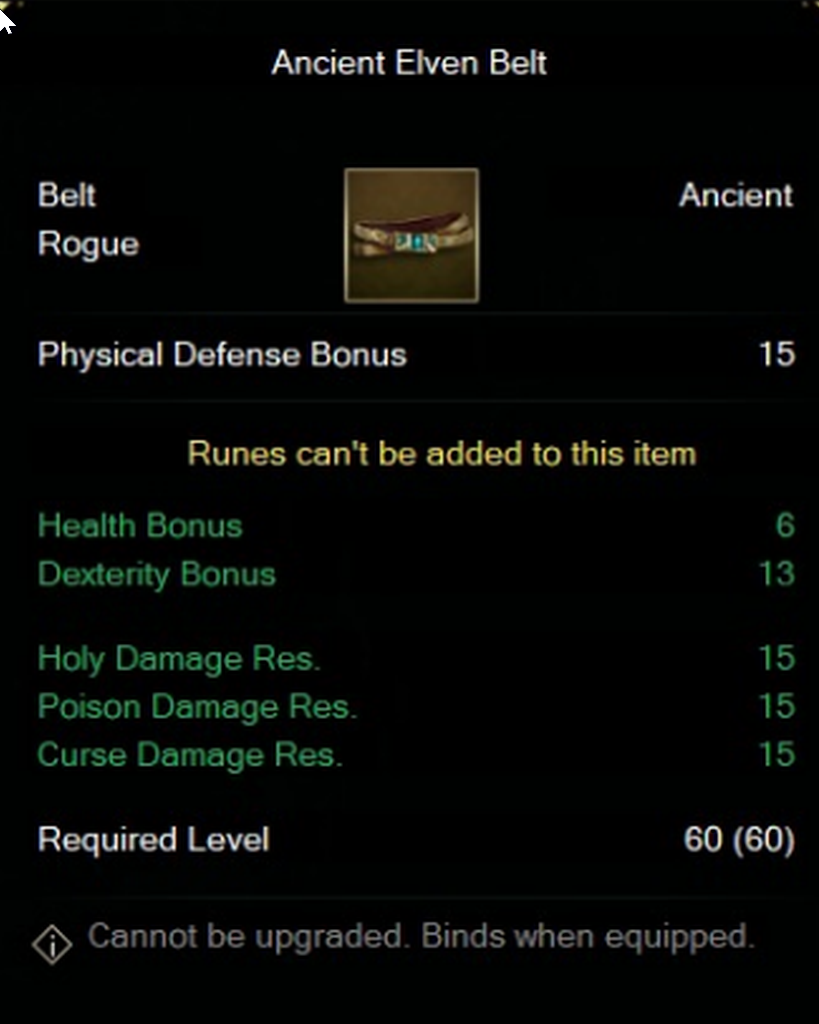 Ancient Elven Belt
Belt
Ancient
Rogue
Physical Defense Bonus 15
Runes can't be added to this item
Health Bonus 6
Dexterity Bonus 13
Holy Damage Res. 15
Poison Damage Res. 15
Curse Damage Res. 15
Required Level 60 (60)
Cannot be upgraded. Binds when equipped.